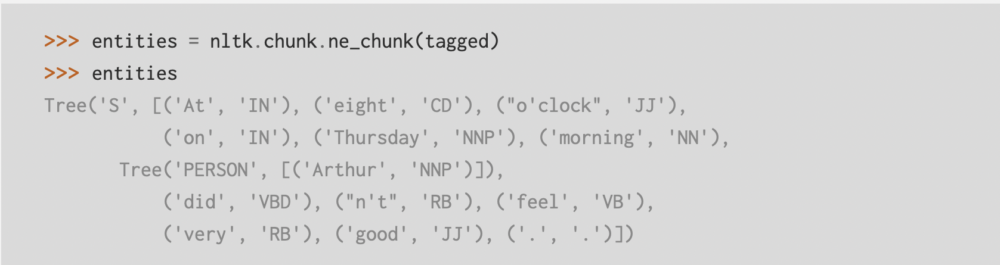 >>> entities = nltk.chunk.ne_chunk(tagged)
>>> entities
Tree('S', [('At', 'IN'), ('eight', 'CD'), ("o'clock", 'JJ'),
           ('on', 'IN'), ('Thursday', 'NNP'), ('morning', 'NN'),
       Tree('PERSON', [('Arthur', 'NNP')]),
           ('did', 'VBD'), ("n't", 'RB'), ('feel', 'VB'),
           ('very', 'RB'), ('good', 'JJ'), ('.', '.')])